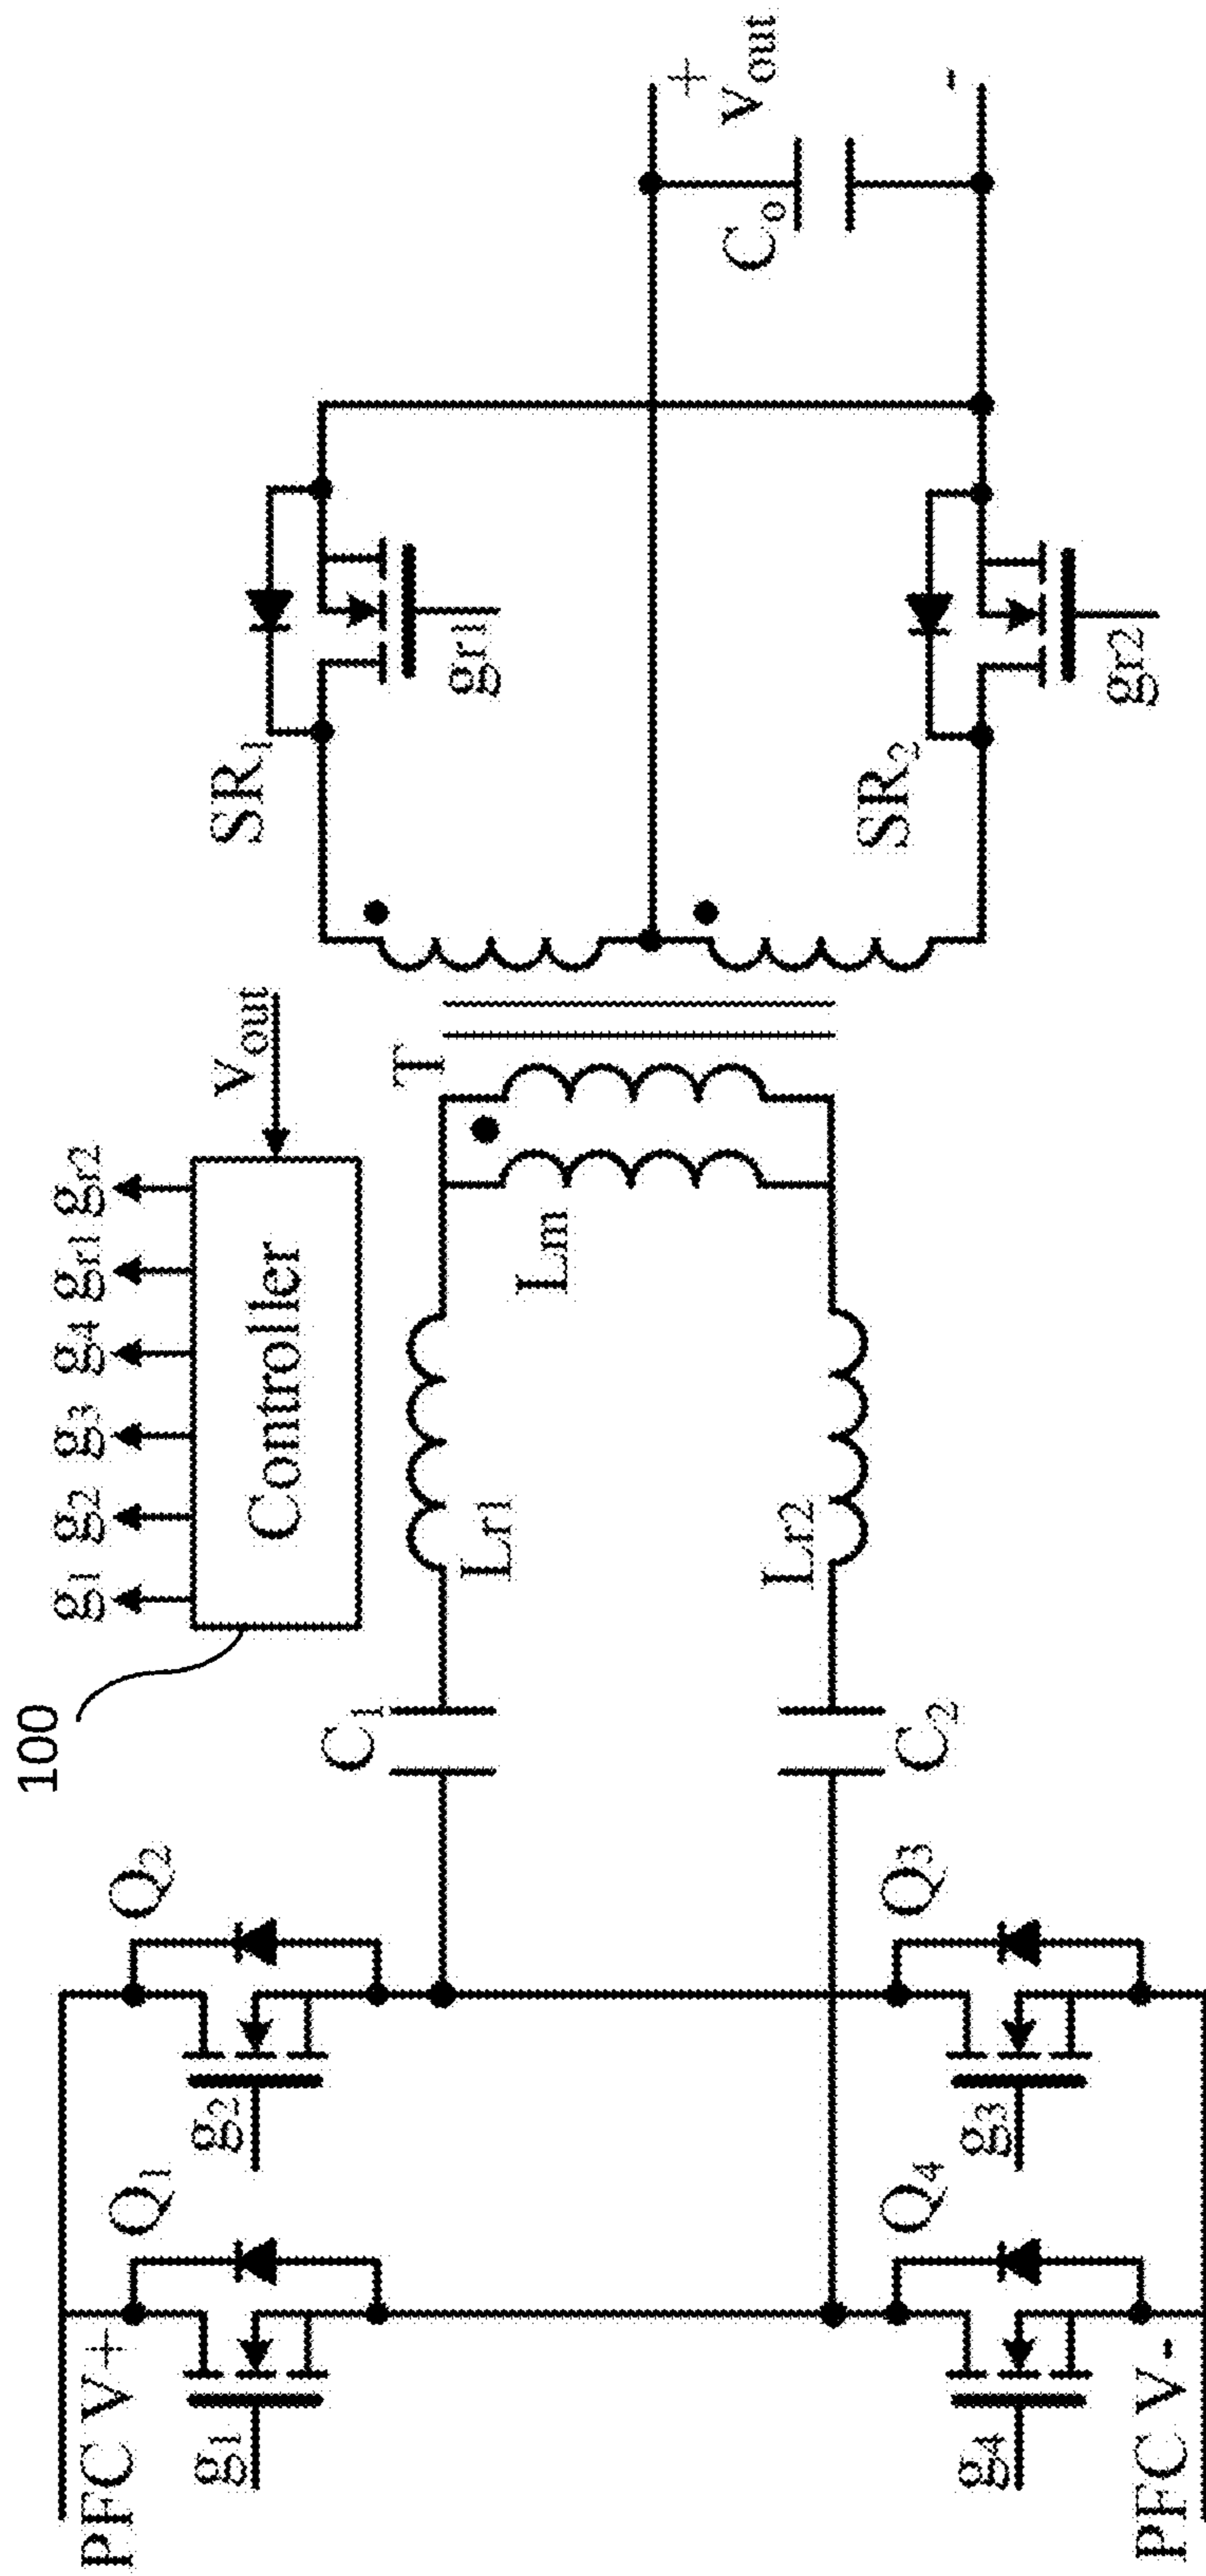 100
g1 g2 g3 g4 gr1 gr2
Controller
Vout
PFC V+
Q1
g1
Q2
g2
C1
Lr1
Lm
T
SR1
gr1
Co
+
Vout
-
Q4
g4
Q3
g3
C2
Lr2
SR2
gr2
PFC V-